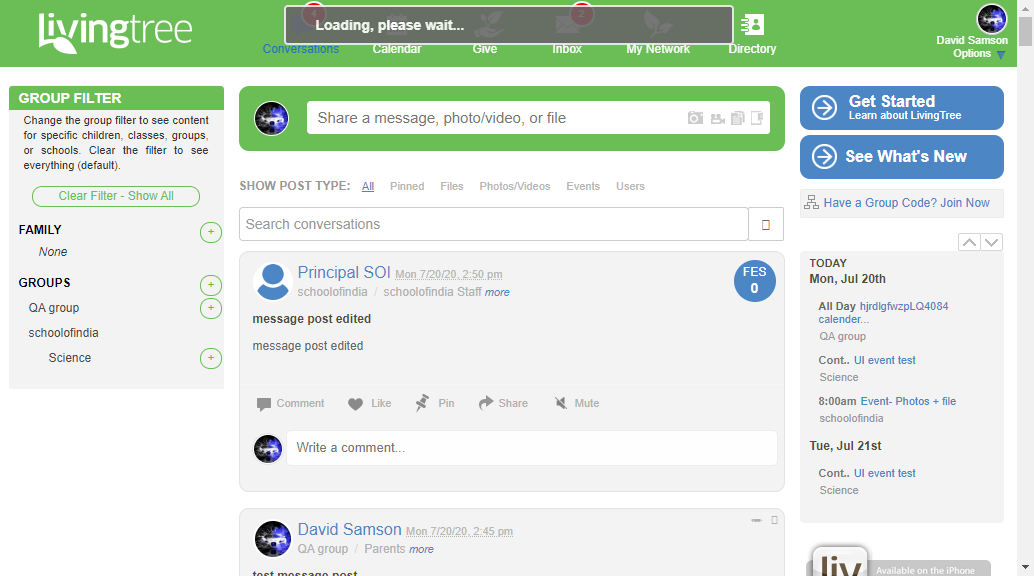 livingtree
4
Loading, please wait...
2
Conversations
Calendar
Give
Inbox
My Network
Directory
David Samson
Options
GROUP FILTER
Change the group filter to see content
for specific children, classes, groups,
or schools. Clear the filter to see
everything (default).
Clear Filter - Show All
FAMILY
+
None
GROUPS
+
QA group
+
schoolofindia
Science
+
Share a message, photo/video, or file
SHOW POST TYPE: All Pinned Files Photos/Videos Events Users
Search conversations
Principal SOI Mon 7/20/20, 2:50 pm
schoolofindia / schoolofindia Staff more
FES
0
message post edited
message post edited
Comment Like Pin Share Mute
Write a comment...
David Samson Mon 7/20/20, 2:45 pm
QA group / Parents more
test message post
Get Started
Learn about LivingTree
See What's New
Have a Group Code? Join Now
TODAY
Mon, Jul 20th
All Day hjrdlgfwzpLQ4084
calender...
QA group
Cont.. UI event test
Science
8:00am Event- Photos + file
schoolofindia
Tue, Jul 21st
Cont.. UI event test
Science
liv
Available on the iPhone